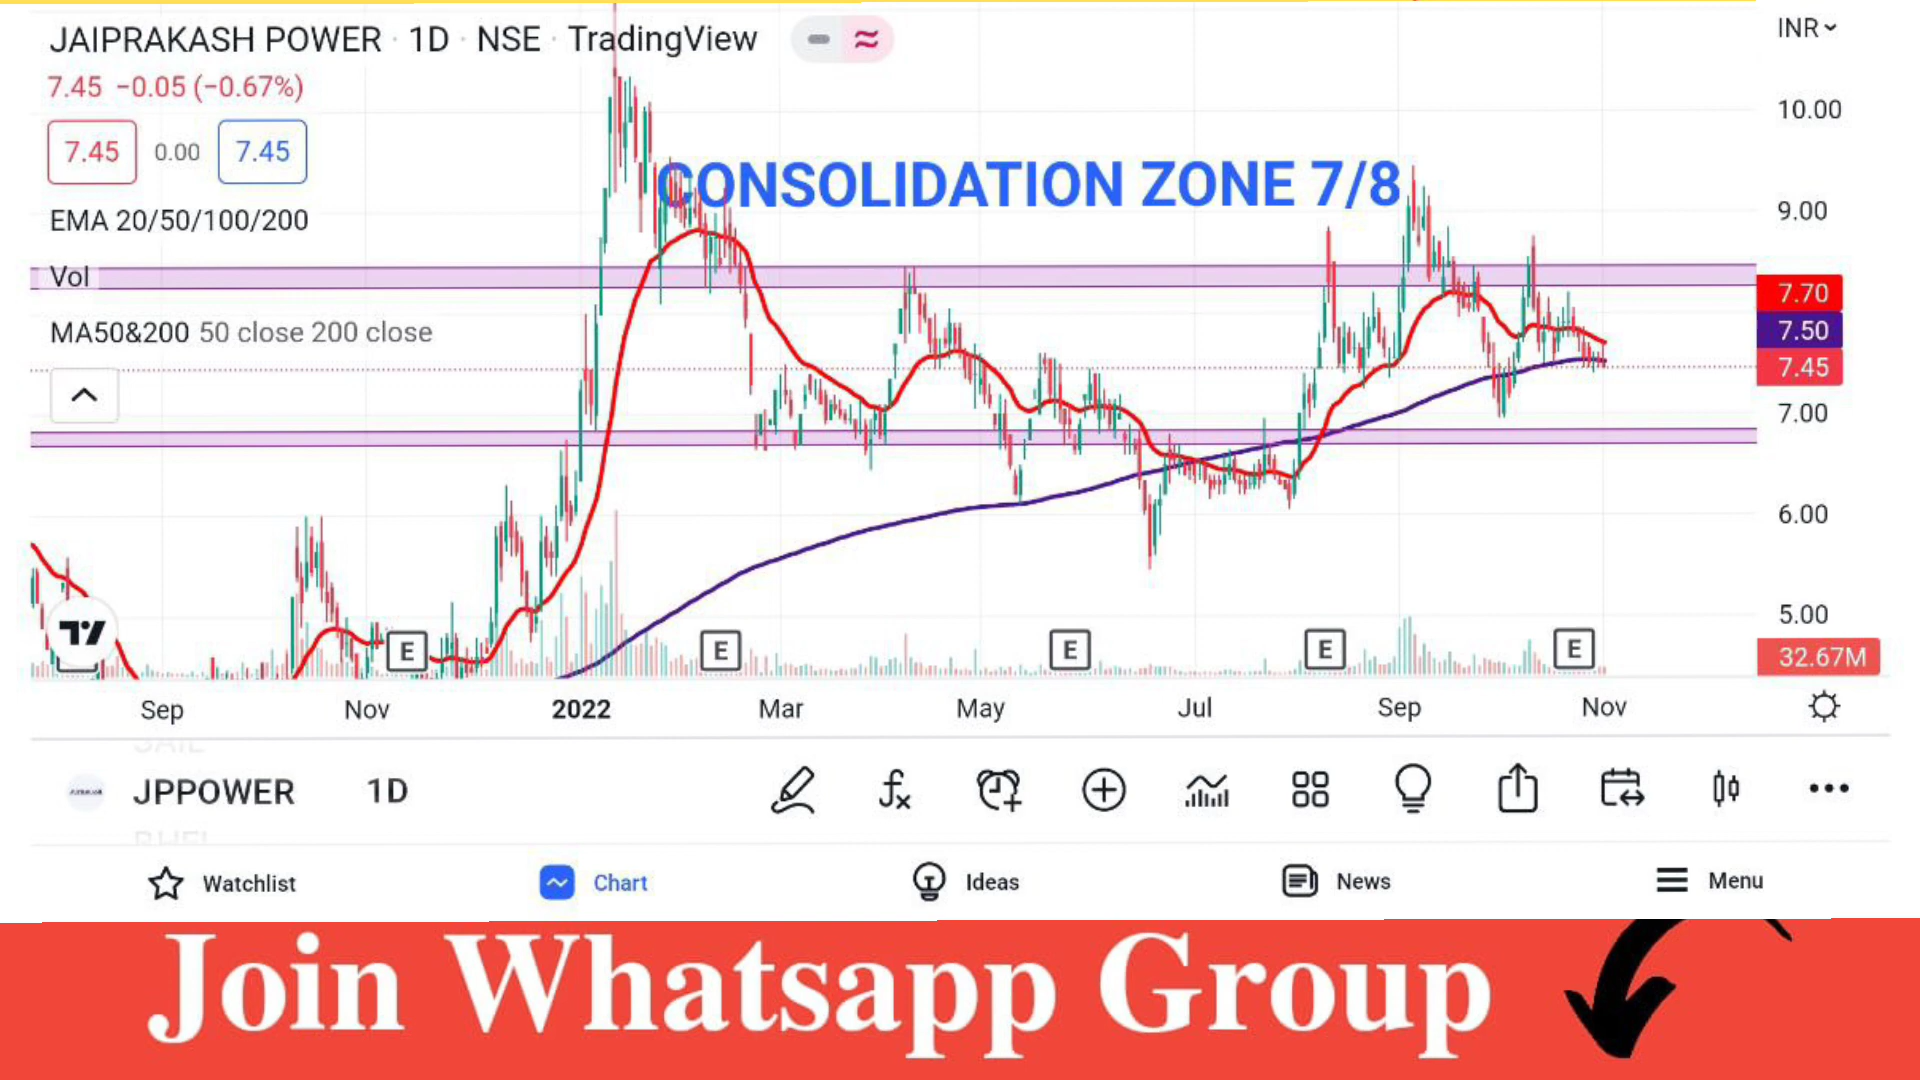 JAIPRAKASH POWER · 1D · NSE · TradingView
INR
7.45 −0.05 (−0.67%)
7.45 0.00 7.45
10.00
CONSOLIDATION ZONE 7/8
EMA 20/50/100/200
9.00
Vol
7.70
MA50&200 50 close 200 close
7.50
7.45
7.00
6.00
5.00
E E E E E
32.67M
Sep Nov 2022 Mar May Jul Sep Nov
SAIL
JPPOWER 1D
BHEL
Watchlist Chart Ideas News Menu
Join Whatsapp Group